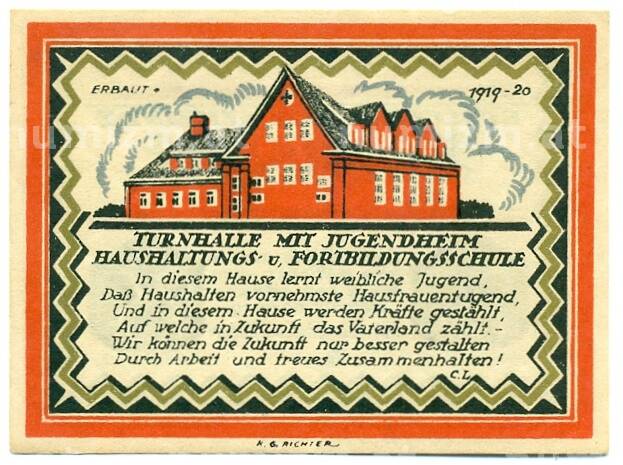 ERBAUT • 1919-20
TURNHALLE MIT JUGENDHEIM
HAUSHALTUNGS- u. FORTBILDUNGSSCHULE
In diesem Hause lernt weibliche Jugend,
Daß Haushalten vornehmste Hausfrauentugend,
Und in diesem Hause werden Kräfte gestählt,
Auf welche in Zukunft das Vaterland zählt.-
Wir können die Zukunft nur besser gestalten
Durch Arbeit und treues Zusammenhalten!
C.L.
K. G. RICHTER